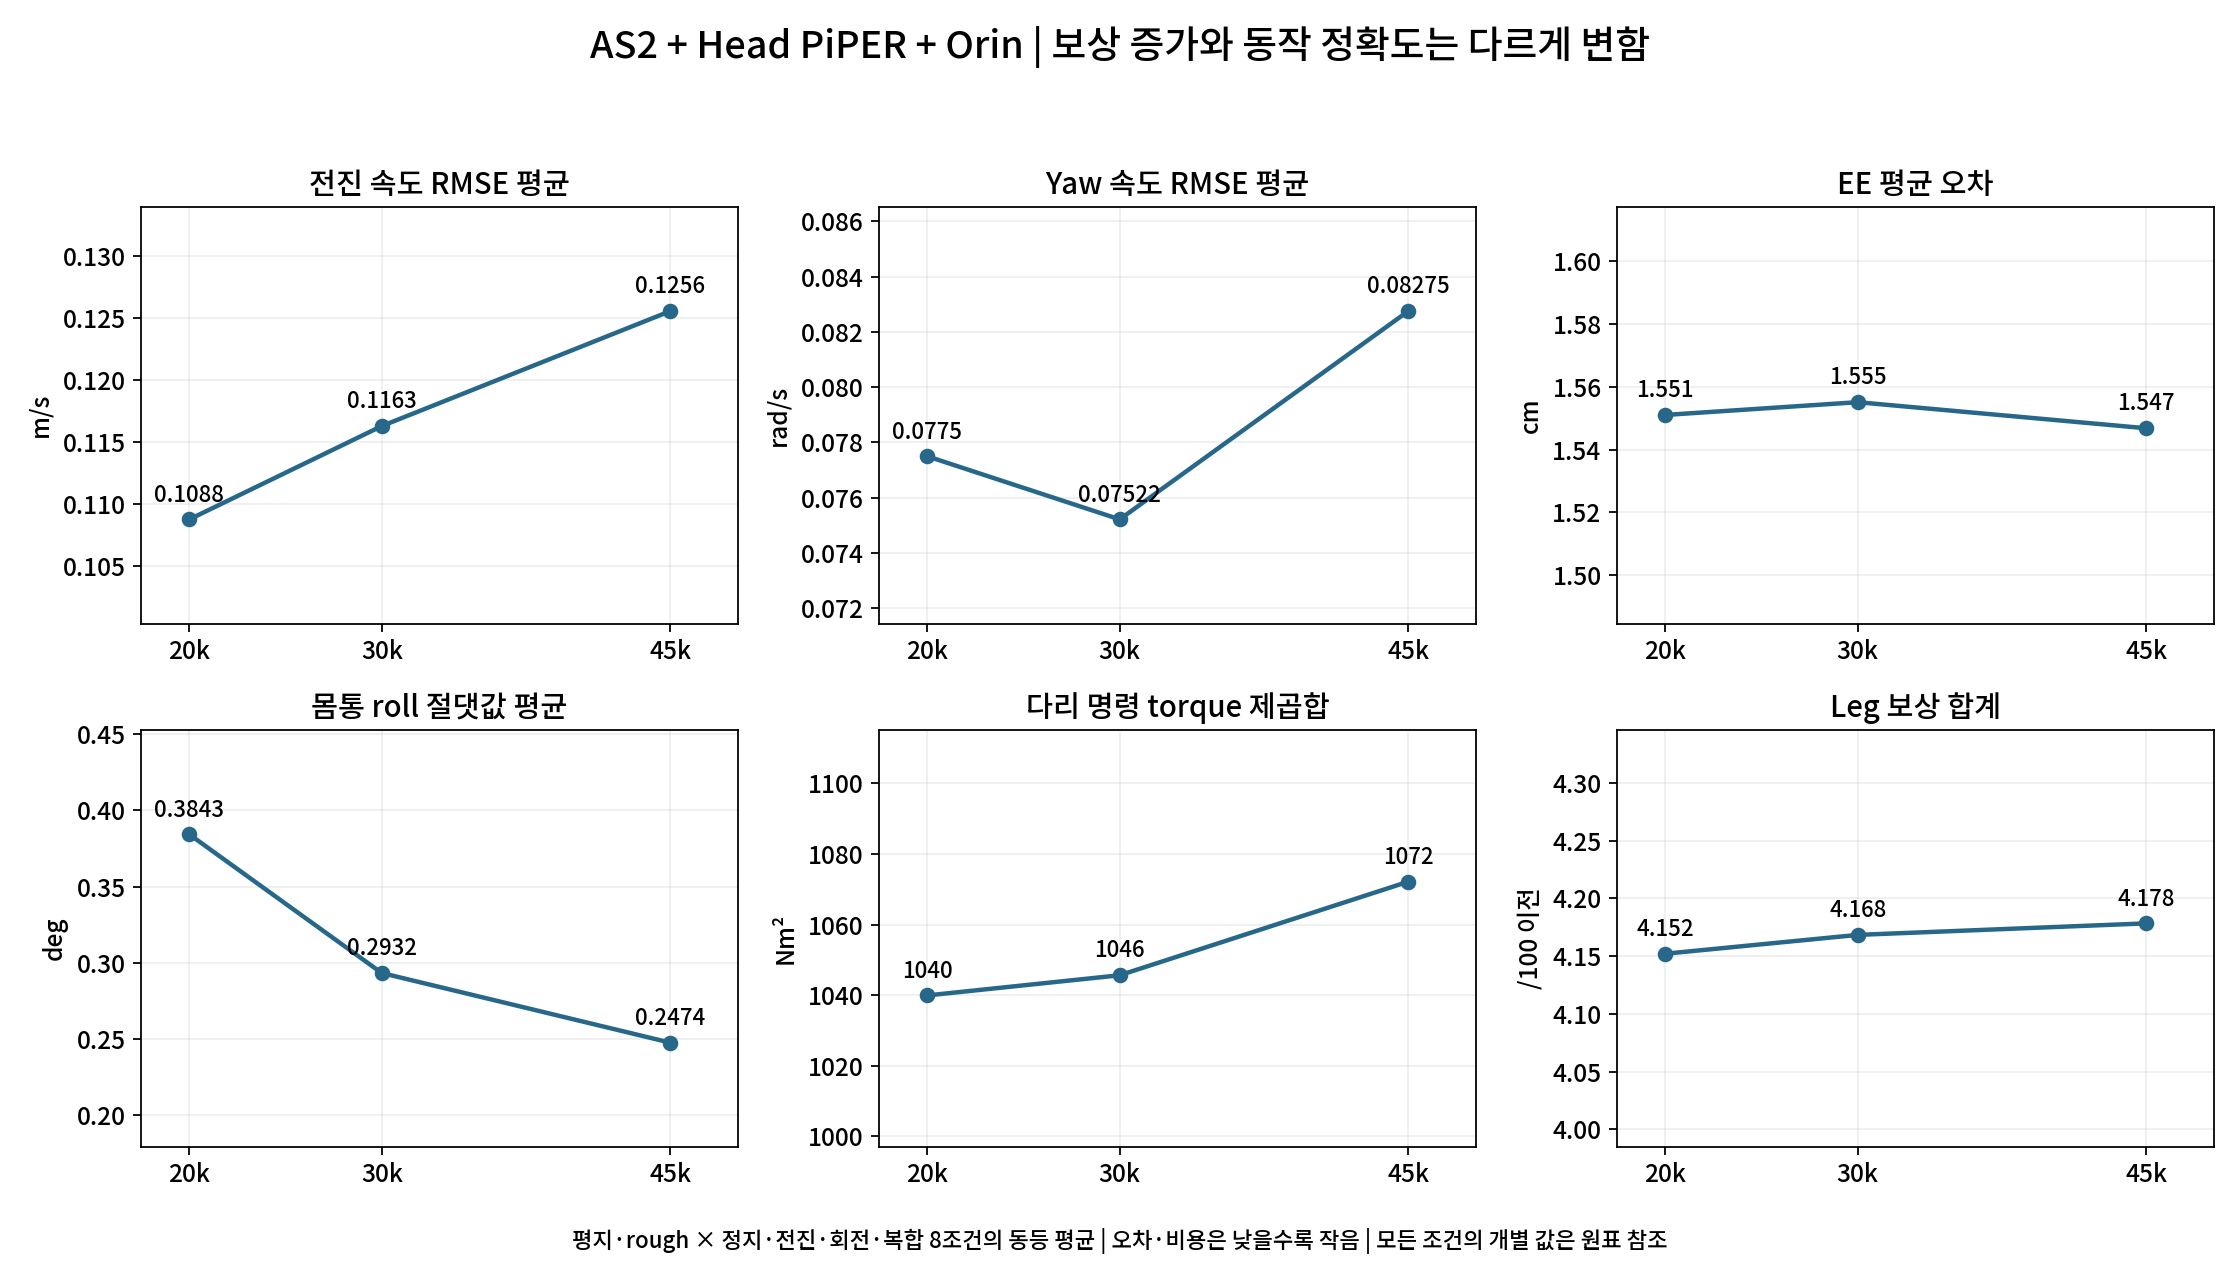 AS2 + Head PiPER + Orin | 보상 증가와 동작 정확도는 다르게 변함
전진 속도 RMSE 평균
m/s
0.130
0.125
0.120
0.115
0.110
0.105
0.1088
0.1163
0.1256
20k
30k
45k
Yaw 속도 RMSE 평균
rad/s
0.086
0.084
0.082
0.080
0.078
0.076
0.074
0.072
0.0775
0.07522
0.08275
20k
30k
45k
EE 평균 오차
cm
1.60
1.58
1.56
1.54
1.52
1.50
1.551
1.555
1.547
20k
30k
45k
몸통 roll 절댓값 평균
deg
0.45
0.40
0.35
0.30
0.25
0.20
0.3843
0.2932
0.2474
20k
30k
45k
다리 명령 torque 제곱합
Nm²
1100
1080
1060
1040
1020
1000
1040
1046
1072
20k
30k
45k
Leg 보상 합계
/100 이전
4.30
4.25
4.20
4.15
4.10
4.05
4.00
4.152
4.168
4.178
20k
30k
45k
평지·rough × 정지·전진·회전·복합 8조건의 동등 평균 | 오차·비용은 낮을수록 작음 | 모든 조건의 개별 값은 원표 참조